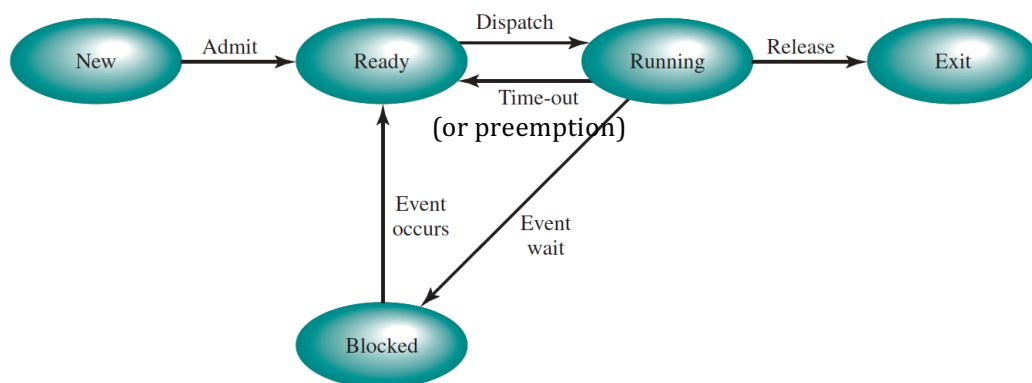 Dispatch
New
Admit
Ready
Running
Release
Exit
Time-out
(or preemption)
Event
occurs
Event
wait
Blocked